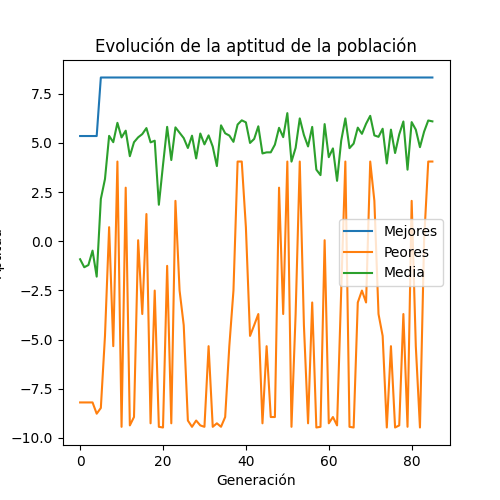 Evolución de la aptitud de la población
7.5
5.0
2.5
0.0
−2.5
−5.0
−7.5
−10.0
Mejores
Peores
Media
0 20 40 60 80
Generación